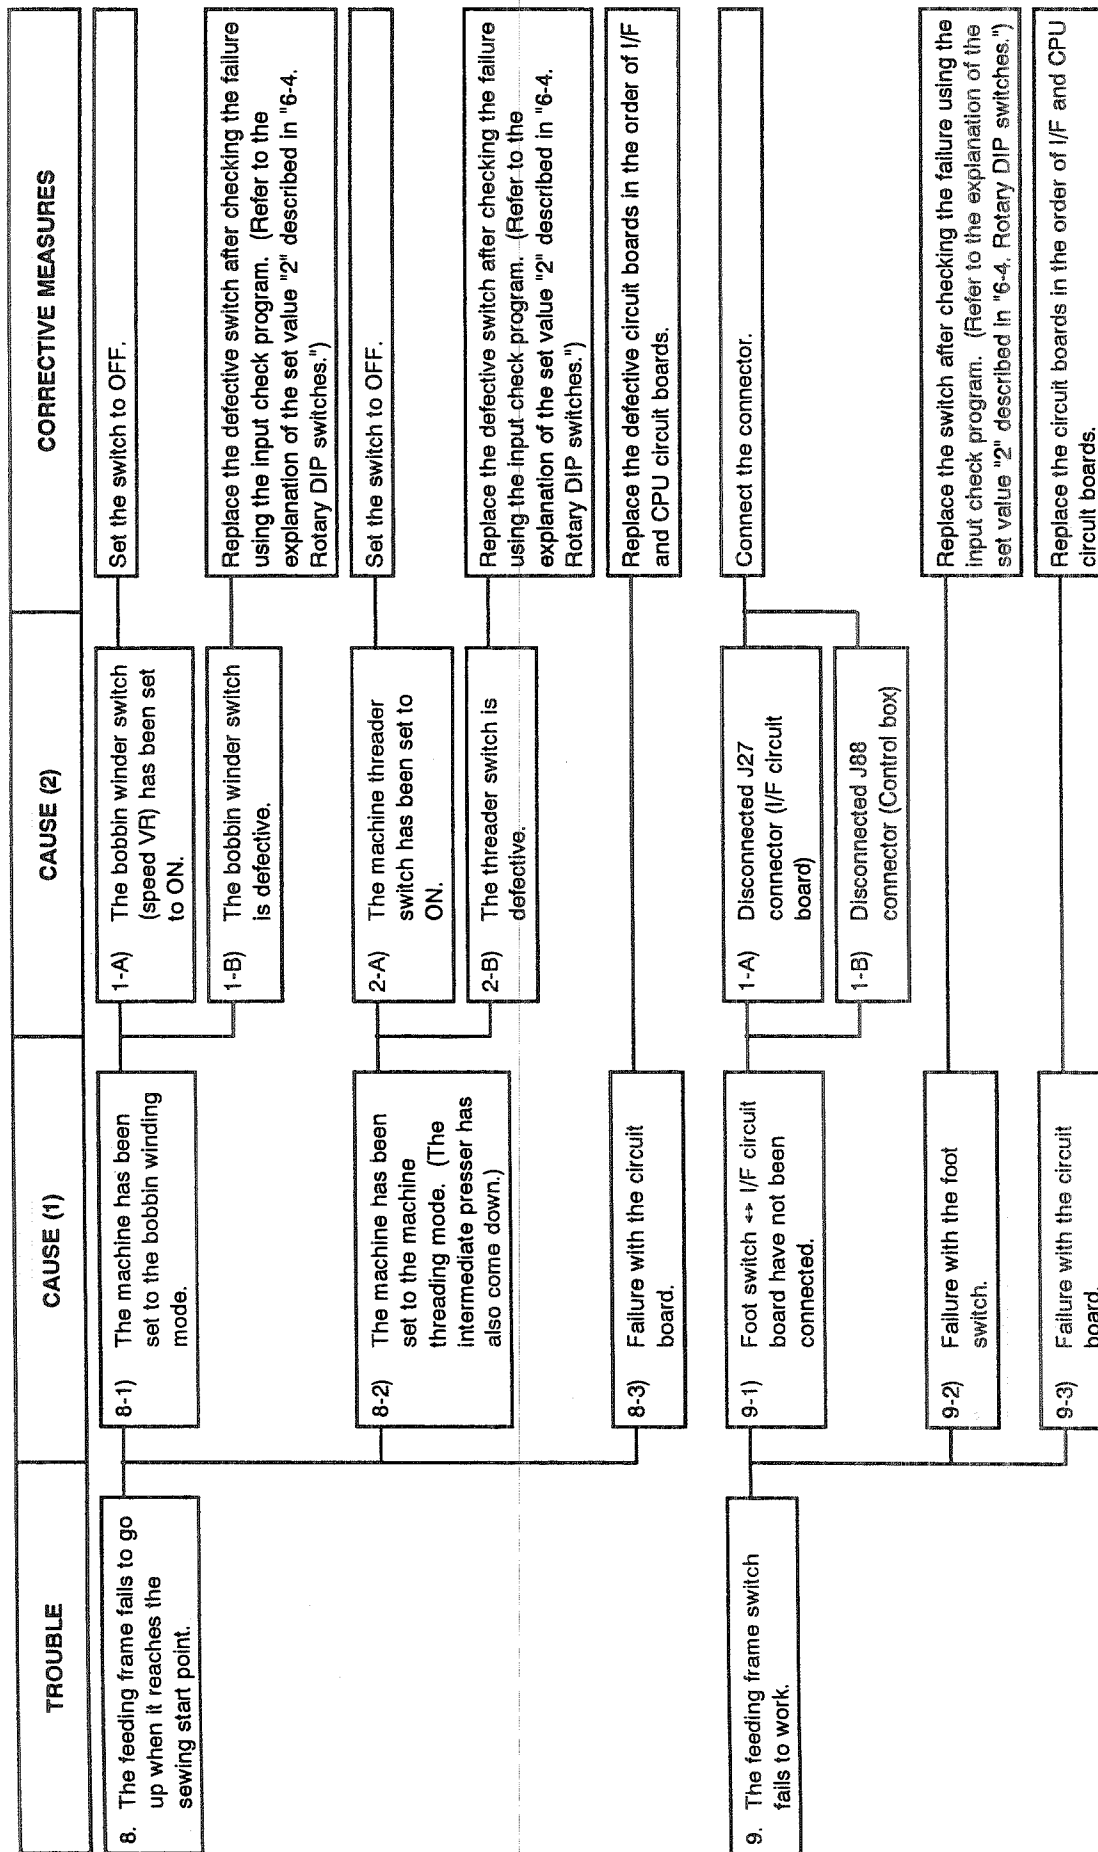 TROUBLE
CAUSE (1)
CAUSE (2)
CORRECTIVE MEASURES
8. The feeding frame fails to go
up when it reaches the
sewing start point.
8-1) The machine has been
set to the bobbin winding
mode.
1-A) The bobbin winder switch
(speed VR) has been set
to ON.
Set the switch to OFF.
1-B) The bobbin winder switch
is defective.
Replace the defective switch after checking the failure
using the input check program. (Refer to the
explanation of the set value "2" described in "6-4.
Rotary DIP switches.")
8-2) The machine has been
set to the machine
threading mode. (The
intermediate presser has
also come down.)
2-A) The machine threader
switch has been set to
ON.
Set the switch to OFF.
2-B) The threader switch is
defective.
Replace the defective switch after checking the failure
using the input check program. (Refer to the
explanation of the set value "2" described in "6-4.
Rotary DIP switches.")
8-3) Failure with the circuit
board.
Replace the defective circuit boards in the order of I/F
and CPU circuit boards.
9. The feeding frame switch
fails to work.
9-1) Foot switch ↔ I/F circuit
board have not been
connected.
1-A) Disconnected J27
connector (I/F circuit
board)
1-B) Disconnected J88
connector (Control box)
Connect the connector.
9-2) Failure with the foot
switch.
Replace the switch after checking the failure using the
input check program. (Refer to the explanation of the
set value "2" described in "6-4. Rotary DIP switches.")
9-3) Failure with the circuit
board.
Replace the circuit boards in the order of I/F and CPU
circuit boards.